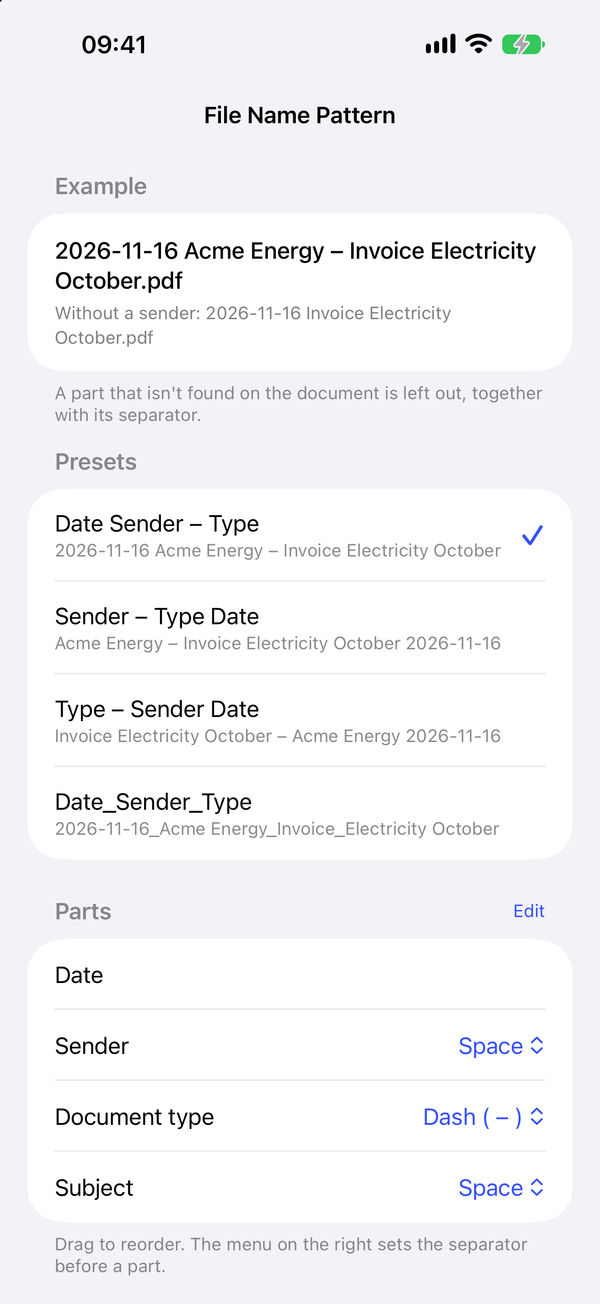 09:41
File Name Pattern
Example
2026-11-16 Acme Energy – Invoice Electricity
October.pdf
Without a sender: 2026-11-16 Invoice Electricity
October.pdf
A part that isn't found on the document is left out, together
with its separator.
Presets
Date Sender – Type
2026-11-16 Acme Energy – Invoice Electricity October
Sender – Type Date
Acme Energy – Invoice Electricity October 2026-11-16
Type – Sender Date
Invoice Electricity October – Acme Energy 2026-11-16
Date_Sender_Type
2026-11-16_Acme Energy_Invoice_Electricity October
Parts Edit
Date
Sender Space
Document type Dash ( – )
Subject Space
Drag to reorder. The menu on the right sets the separator
before a part.